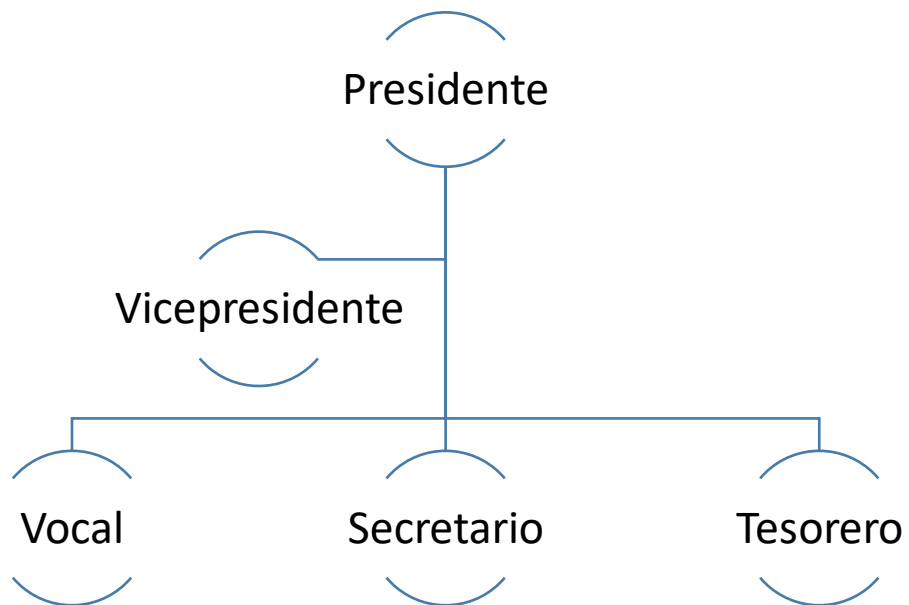 Presidente
Vicepresidente
Vocal
Secretario
Tesorero